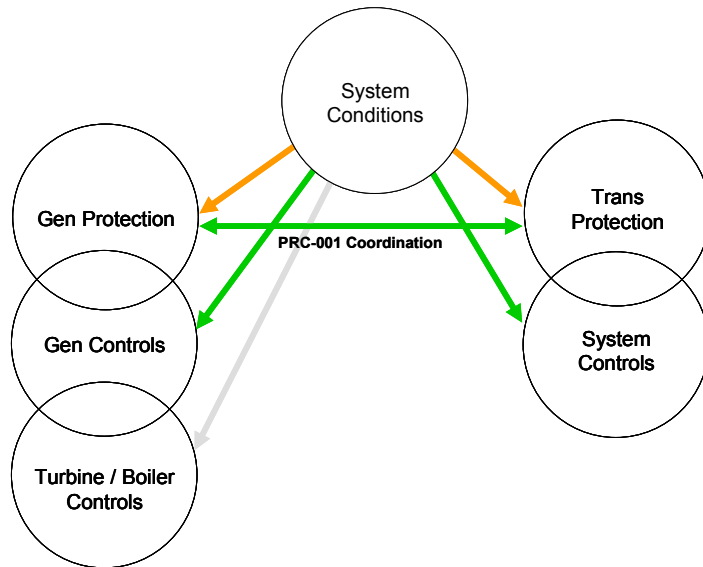 System
Conditions
Gen Protection
Trans
Protection
PRC-001 Coordination
Gen Controls
System
Controls
Turbine / Boiler
Controls